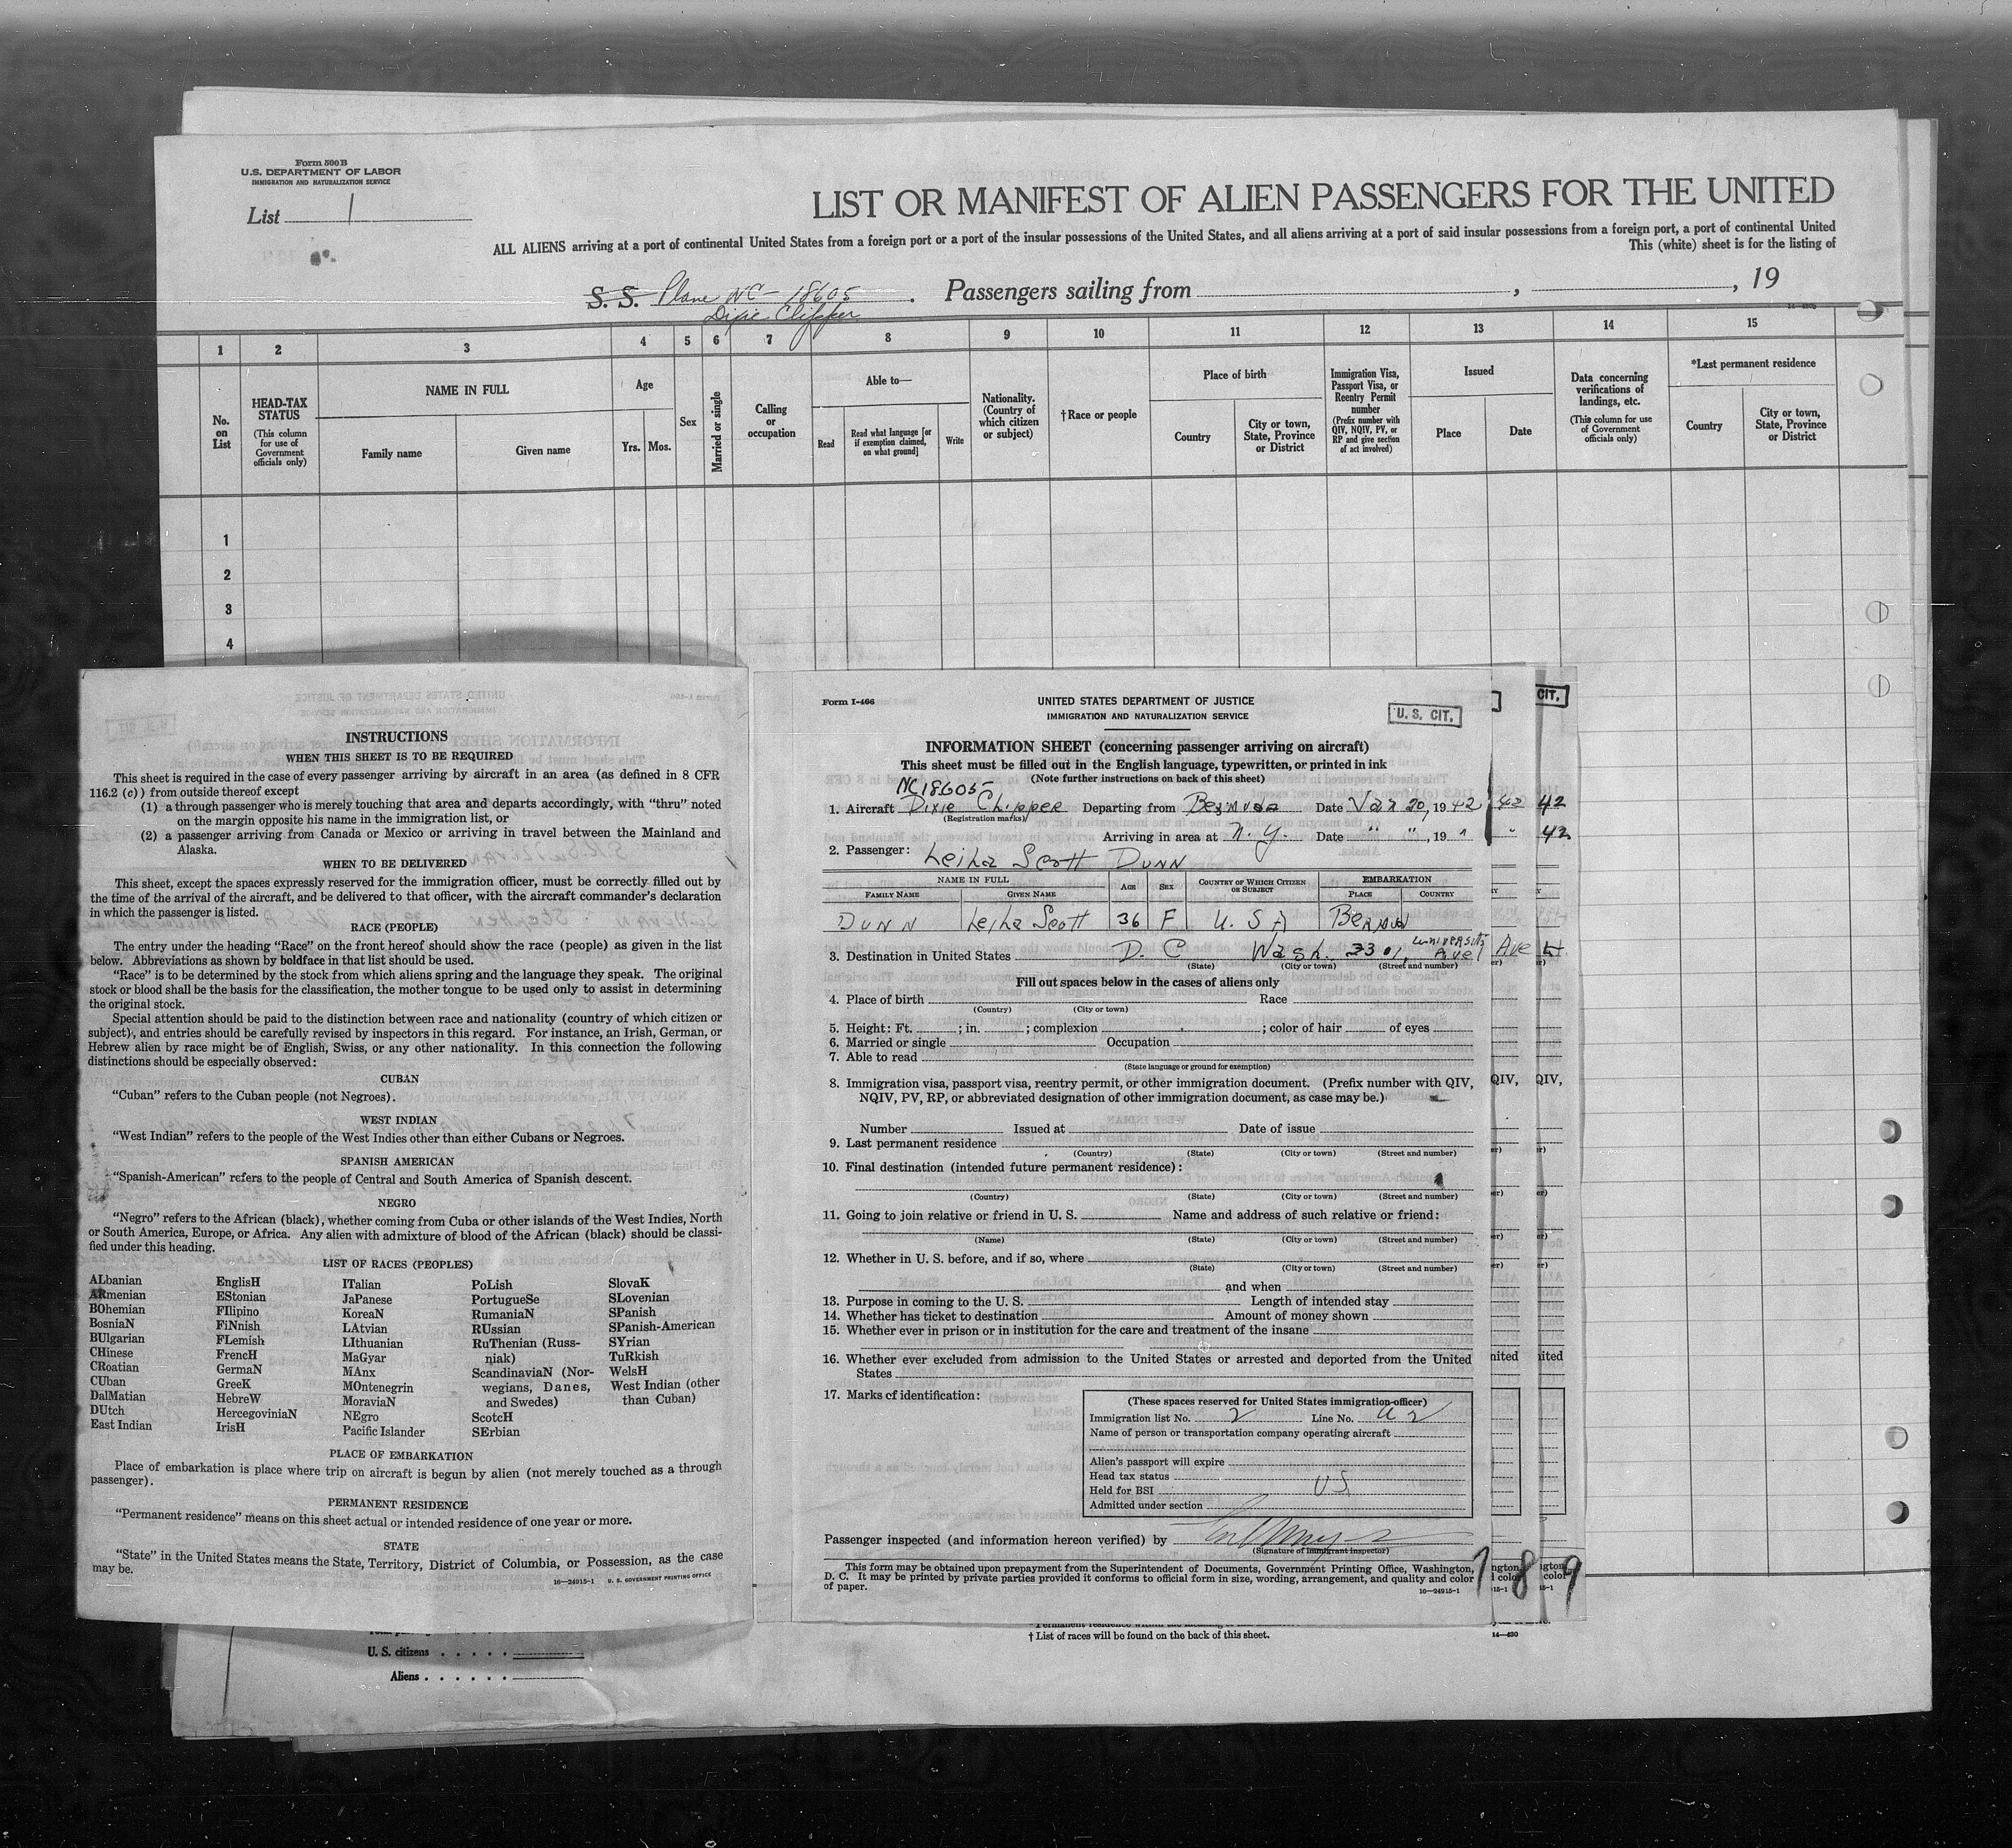 Form 500 B
U.S. DEPARTMENT OF LABOR
IMMIGRATION AND NATURALIZATION SERVICE
List 1
LIST OR MANIFEST OF ALIEN PASSENGERS FOR THE UNITED
ALL ALIENS arriving at a port of continental United States from a foreign port or a port of the insular possessions of the United States, and all aliens arriving at a port of said insular possessions from a foreign port, a port of continental United
This (white) sheet is for the listing of
S. S. Plane NC-18605. Passengers sailing from , , 19
Dixie Clipper
1 2 3 4 5 6 7 8 9 10 11 12 13 14 15
No. on List
HEAD-TAX STATUS
(This column for use of Government officials only)
NAME IN FULL
Family name
Given name
Age
Yrs. Mos.
Sex
Married or single
Calling or occupation
Able to—
Read
Read what language [or if exemption claimed, on what ground]
Write
Nationality. (Country of which citizen or subject)
†Race or people
Place of birth
Country
City or town, State, Province or District
Immigration Visa, Passport Visa, or Reentry Permit number
(Prefix number with QIV, NQIV, PV, or RP and give section of act involved)
Issued
Place
Date
Data concerning verifications of landings, etc.
(This column for use of Government officials only)
*Last permanent residence
Country
City or town, State, Province or District
1
2
3
4
INSTRUCTIONS
WHEN THIS SHEET IS TO BE REQUIRED
This sheet is required in the case of every passenger arriving by aircraft in an area (as defined in 8 CFR
116.2 (c) ) from outside thereof except
(1) a through passenger who is merely touching that area and departs accordingly, with “thru” noted
on the margin opposite his name in the immigration list, or
(2) a passenger arriving from Canada or Mexico or arriving in travel between the Mainland and
Alaska.
WHEN TO BE DELIVERED
This sheet, except the spaces expressly reserved for the immigration officer, must be correctly filled out by
the time of the arrival of the aircraft, and be delivered to that officer, with the aircraft commander’s declaration
in which the passenger is listed.
RACE (PEOPLE)
The entry under the heading “Race” on the front hereof should show the race (people) as given in the list
below. Abbreviations as shown by boldface in that list should be used.
“Race” is to be determined by the stock from which aliens spring and the language they speak. The original
stock or blood shall be the basis for the classification, the mother tongue to be used only to assist in determining
the original stock.
Special attention should be paid to the distinction between race and nationality (country of which citizen or
subject), and entries should be carefully revised by inspectors in this regard. For instance, an Irish, German, or
Hebrew alien by race might be of English, Swiss, or any other nationality. In this connection the following
distinctions should be especially observed:
CUBAN
“Cuban” refers to the Cuban people (not Negroes).
WEST INDIAN
“West Indian” refers to the people of the West Indies other than either Cubans or Negroes.
SPANISH AMERICAN
“Spanish-American” refers to the people of Central and South America of Spanish descent.
NEGRO
“Negro” refers to the African (black), whether coming from Cuba or other islands of the West Indies, North
or South America, Europe, or Africa. Any alien with admixture of blood of the African (black) should be classi-
fied under this heading.
LIST OF RACES (PEOPLES)
ALbanian
ARmenian
BOhemian
BosniaN
BUlgarian
CHinese
CRoatian
CUban
DalMatian
DUtch
East Indian
EnglisH
EStonian
FIlipino
FiNnish
FLemish
FrencH
GermaN
GreeK
HebreW
HercegoviniaN
IrisH
ITalian
JaPanese
KoreaN
LAtvian
LIthuanian
MaGyar
MAnx
MOntenegrin
MoraviaN
NEgro
Pacific Islander
PoLish
PortugueSe
RumaniaN
RUssian
RuThenian (Russ-
niak)
ScandinaviaN (Nor-
wegians, Danes,
and Swedes)
ScotcH
SErbian
SlovaK
SLovenian
SPanish
SPanish-American
SYrian
TuRkish
WelsH
West Indian (other
than Cuban)
PLACE OF EMBARKATION
Place of embarkation is place where trip on aircraft is begun by alien (not merely touched as a through
passenger).
PERMANENT RESIDENCE
“Permanent residence” means on this sheet actual or intended residence of one year or more.
STATE
“State” in the United States means the State, Territory, District of Columbia, or Possession, as the case
may be.
16—24915-1 U. S. GOVERNMENT PRINTING OFFICE
Form I-466
UNITED STATES DEPARTMENT OF JUSTICE
IMMIGRATION AND NATURALIZATION SERVICE
U. S. CIT.
CIT.
INFORMATION SHEET (concerning passenger arriving on aircraft)
This sheet must be filled out in the English language, typewritten, or printed in ink
(Note further instructions on back of this sheet)
NC18605
1. Aircraft Dixie Clipper Departing from Bermuda Date Jan 20, 1942 42 42
(Registration marks)
Arriving in area at N.Y. Date " ", 19 " " 42
2. Passenger: Leila Scott Dunn
NAME IN FULL AGE SEX COUNTRY OF WHICH CITIZEN OR SUBJECT EMBARKATION
FAMILY NAME GIVEN NAME PLACE COUNTRY
DUNN Leila Scott 36 F U.S A Bermuda
3. Destination in United States D. C Wash. 3301, University Ave Ave
(State) (City or town) (Street and number)
Fill out spaces below in the cases of aliens only
4. Place of birth Race
(Country) (City or town)
5. Height: Ft. ; in. ; complexion ; color of hair of eyes
6. Married or single Occupation
7. Able to read
(State language or ground for exemption)
8. Immigration visa, passport visa, reentry permit, or other immigration document. (Prefix number with QIV, QIV, QIV,
NQIV, PV, RP, or abbreviated designation of other immigration document, as case may be.)
Number Issued at Date of issue
9. Last permanent residence
(Country) (State) (City or town) (Street and number)
10. Final destination (intended future permanent residence):
(Country) (State) (City or town) (Street and number)
11. Going to join relative or friend in U. S. Name and address of such relative or friend:
(Name) (State) (City or town) (Street and number)
12. Whether in U. S. before, and if so, where
(State) (City or town) (Street and number)
and when
13. Purpose in coming to the U. S. Length of intended stay
14. Whether has ticket to destination Amount of money shown
15. Whether ever in prison or in institution for the care and treatment of the insane
16. Whether ever excluded from admission to the United States or arrested and deported from the United
States
17. Marks of identification:
(These spaces reserved for United States immigration officer)
Immigration list No. 2 Line No. U2
Name of person or transportation company operating aircraft
Alien’s passport will expire
Head tax status
Held for BSI US
Admitted under section
Passenger inspected (and information hereon verified) by
(Signature of immigrant inspector)
This form may be obtained upon prepayment from the Superintendent of Documents, Government Printing Office, Washington,
D. C. It may be printed by private parties provided it conforms to official form in size, wording, arrangement, and quality and color
of paper.
16—24915-1
7 8 9
U. S. citizens
Aliens
† List of races will be found on the back of this sheet.
14—430